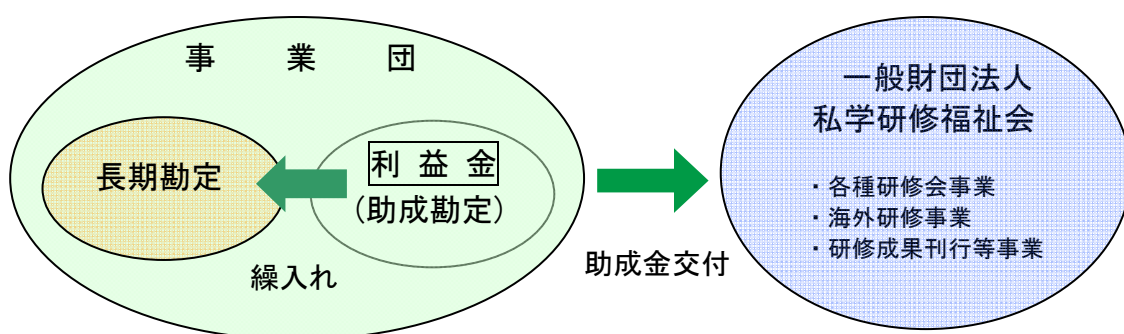 事 業 団
長期勘定
利 益 金
(助成勘定)
繰入れ
助成金交付
一般財団法人
私学研修福祉会
・各種研修会事業
・海外研修事業
・研修成果刊行等事業